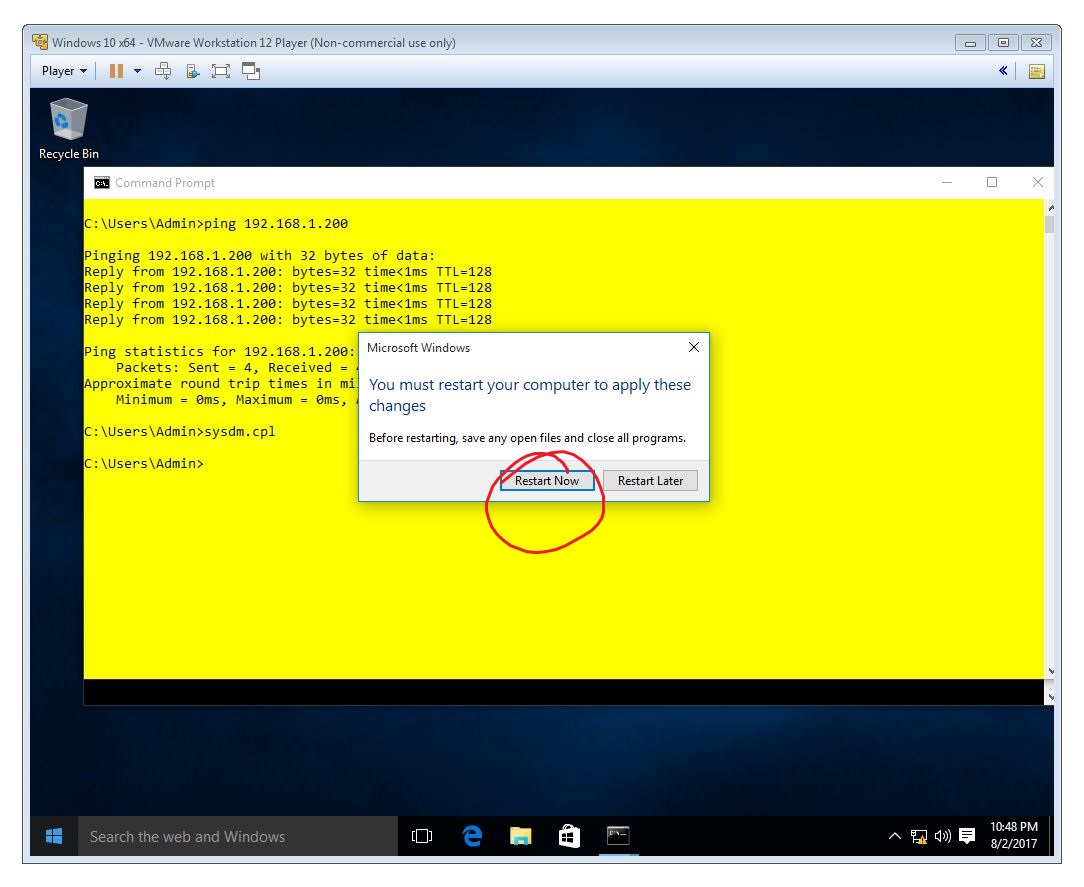 Windows 10 x64 - VMware Workstation 12 Player (Non-commercial use only)
Player
Recycle Bin
Command Prompt
C:\Users\Admin>ping 192.168.1.200
Pinging 192.168.1.200 with 32 bytes of data:
Reply from 192.168.1.200: bytes=32 time<1ms TTL=128
Reply from 192.168.1.200: bytes=32 time<1ms TTL=128
Reply from 192.168.1.200: bytes=32 time<1ms TTL=128
Reply from 192.168.1.200: bytes=32 time<1ms TTL=128
Ping statistics for 192.168.1.200:
Packets: Sent = 4, Received =
Approximate round trip times in
Minimum = 0ms, Maximum = 0ms,
C:\Users\Admin>sysdm.cpl
C:\Users\Admin>
Microsoft Windows
You must restart your computer to apply these
changes
Before restarting, save any open files and close all programs.
Restart Now Restart Later
Search the web and Windows
10:48 PM
8/2/2017